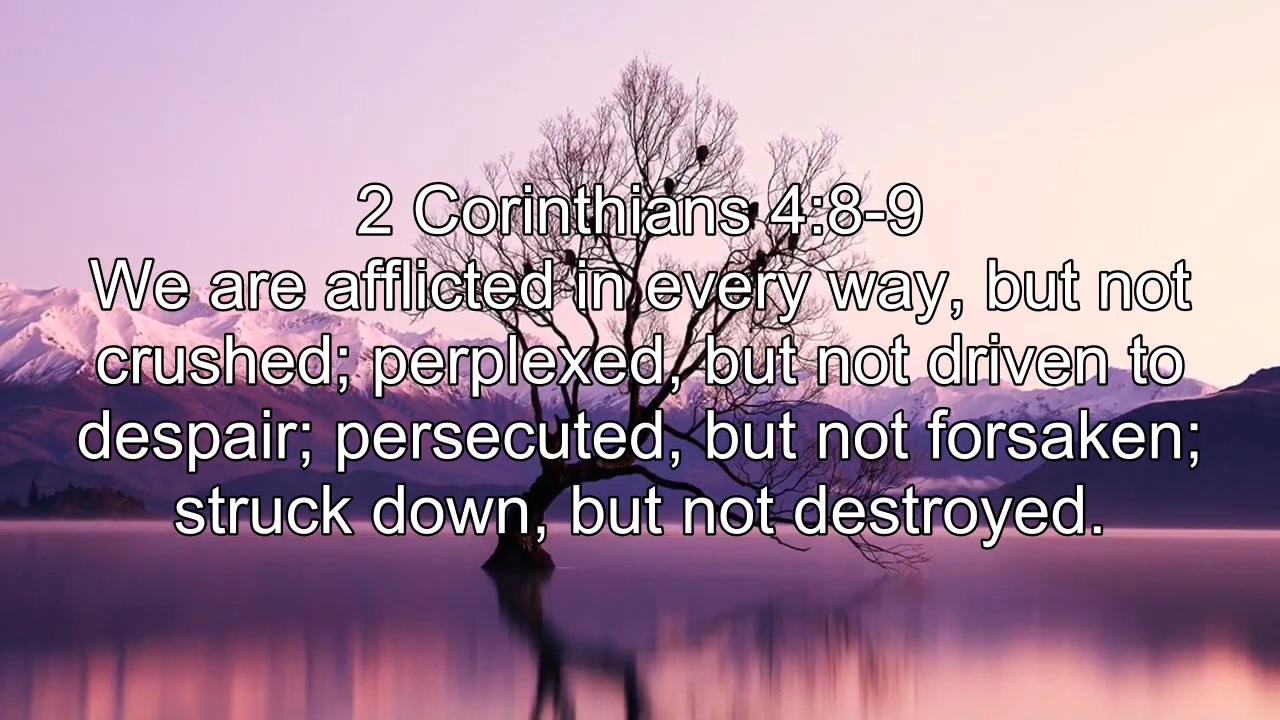 2 Corinthians 4:8-9
We are afflicted in every way, but not
crushed; perplexed, but not driven to
despair; persecuted, but not forsaken;
struck down, but not destroyed.